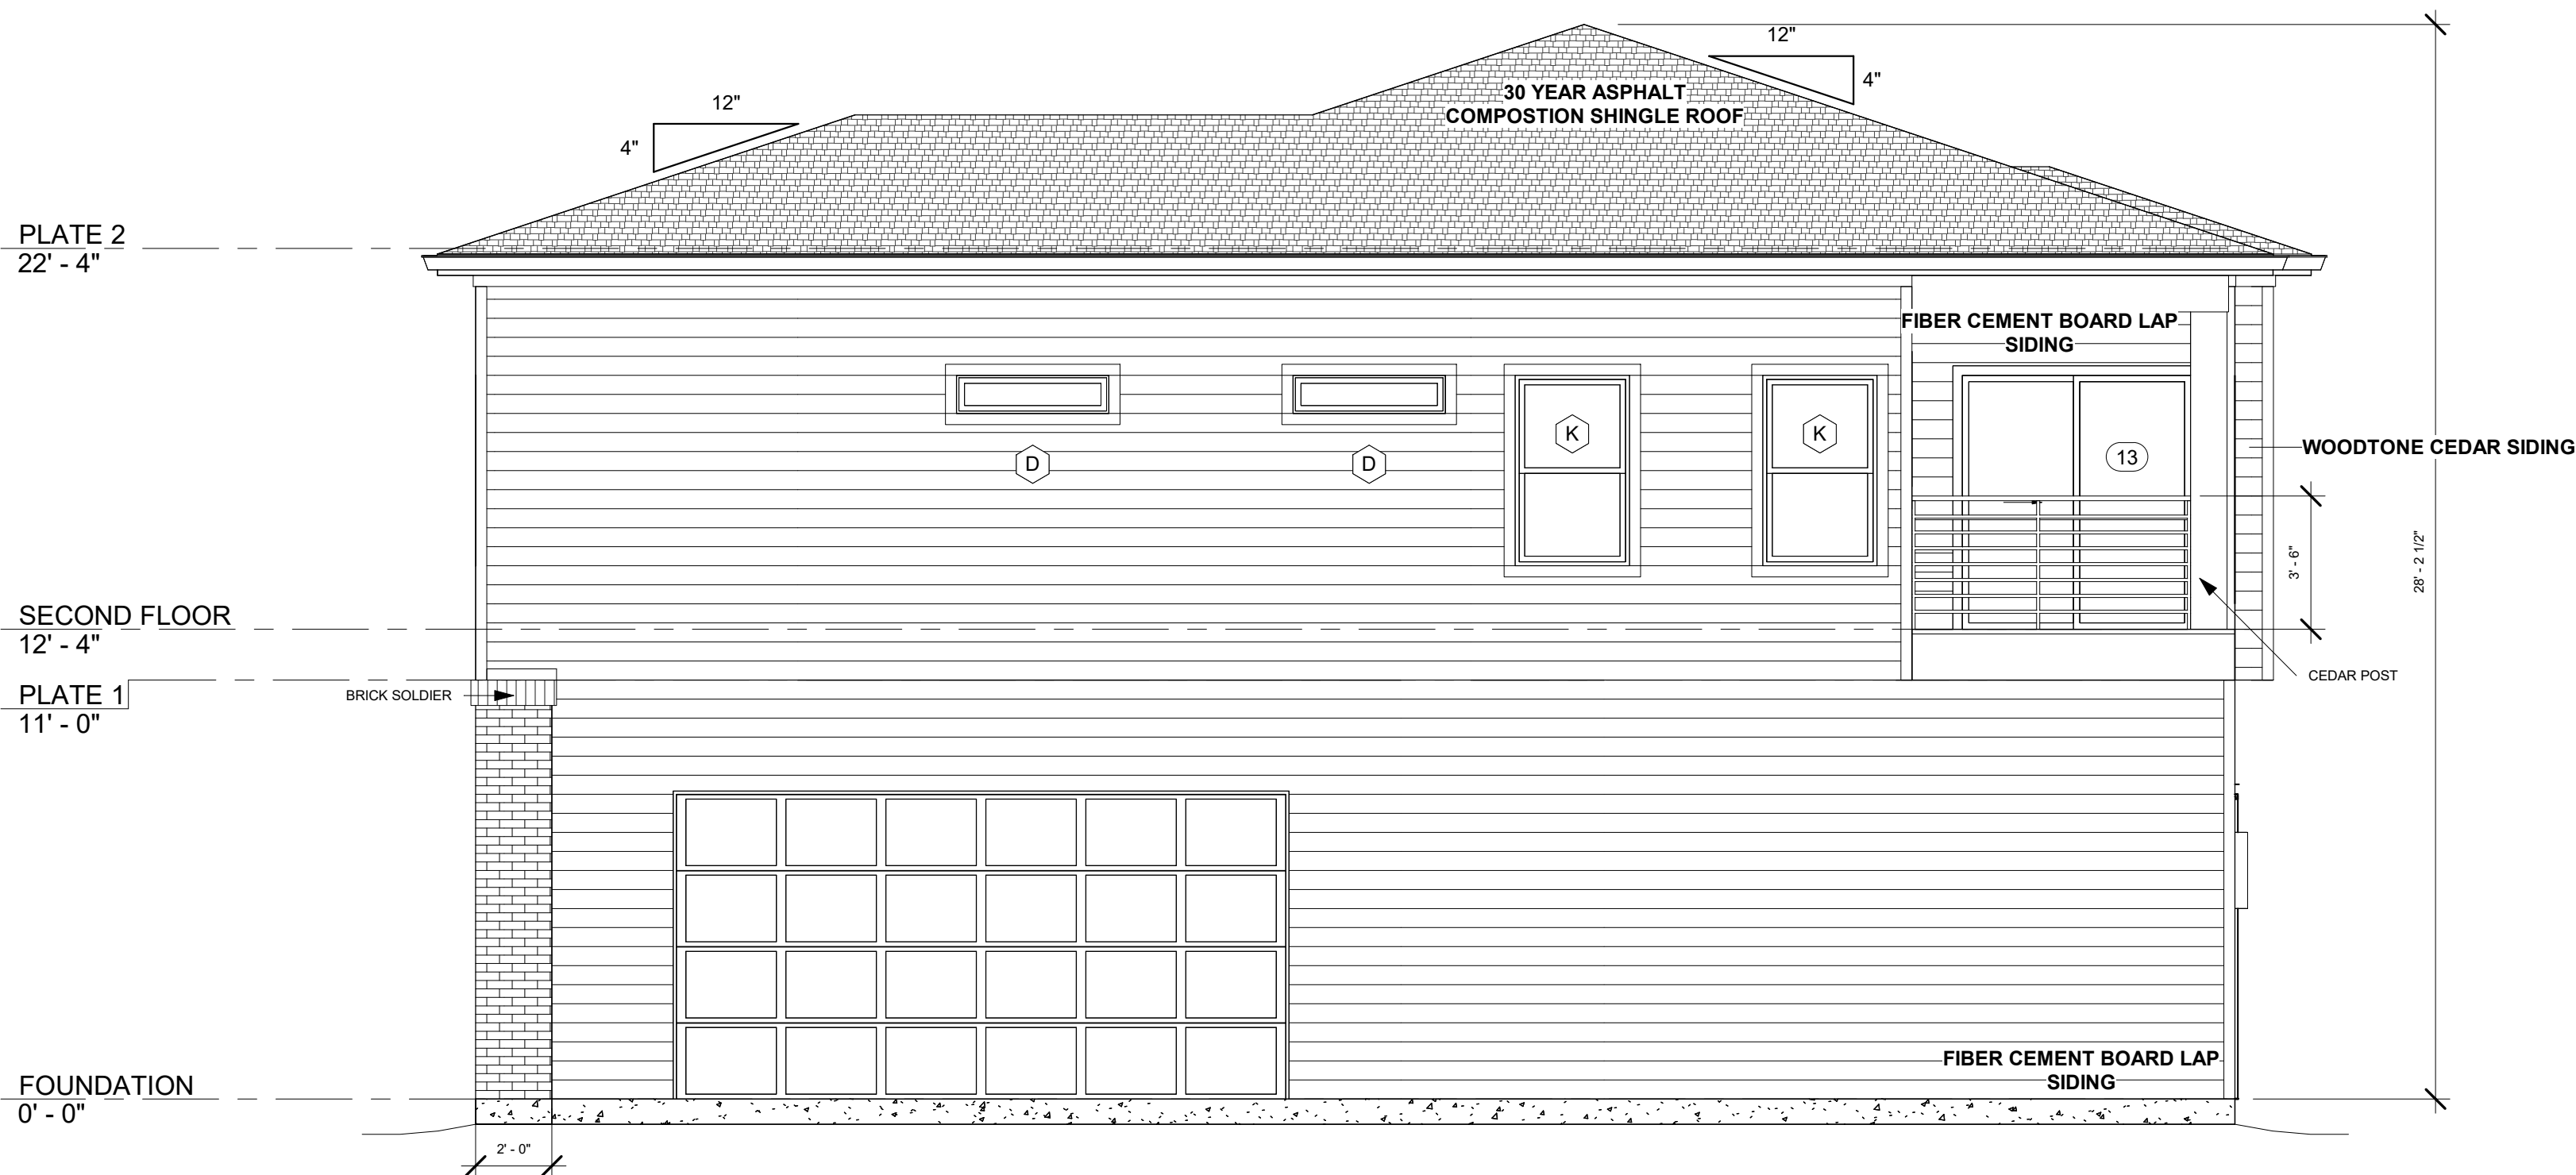 12"
4"
30 YEAR ASPHALT
COMPOSTION SHINGLE ROOF
12"
4"
PLATE 2
22' - 4"
FIBER CEMENT BOARD LAP
SIDING
D
D
K
K
13
WOODTONE CEDAR SIDING
3' - 6"
28' - 2 1/2"
SECOND FLOOR
12' - 4"
PLATE 1
11' - 0"
BRICK SOLDIER
CEDAR POST
FIBER CEMENT BOARD LAP
SIDING
FOUNDATION
0' - 0"
2' - 0"